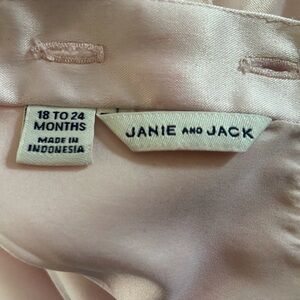 18 TO 24
MONTHS
MADE IN
INDONESIA
JANIE AND JACK